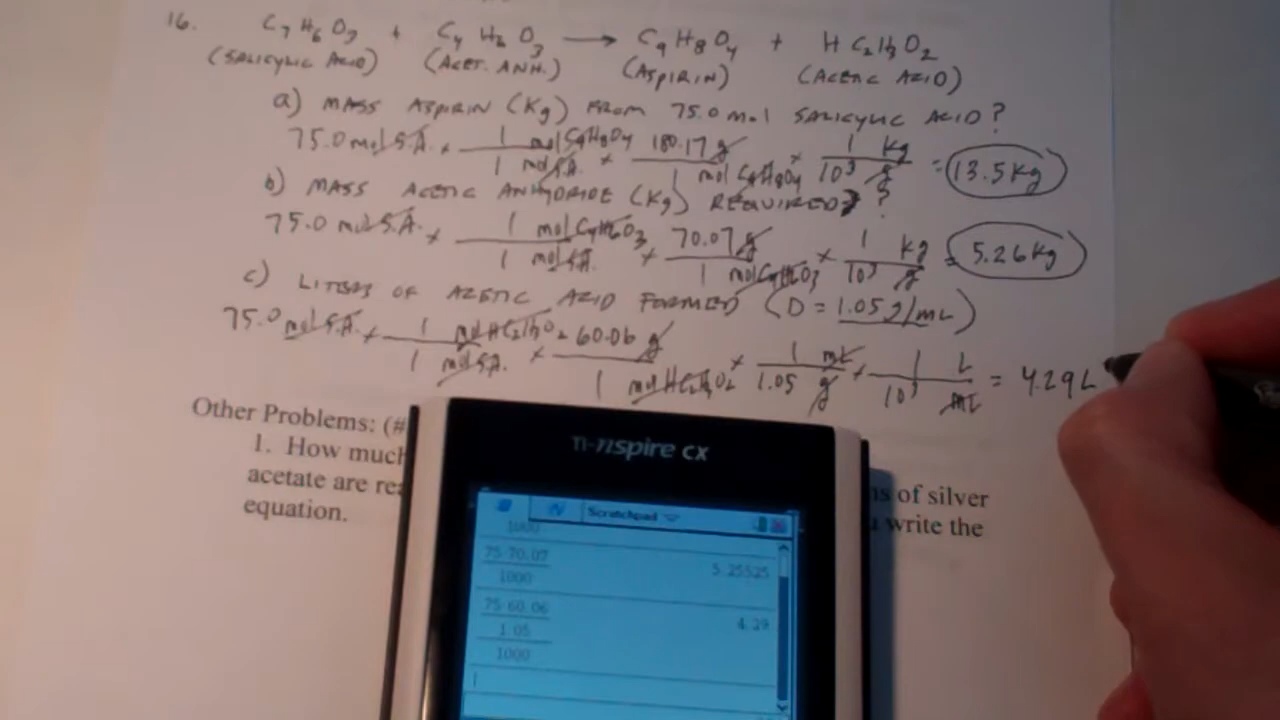 16. C7H6O3 + C4H6O3 → C9H8O4 + HC2H3O2
(SALICYLIC ACID) (ACET. ANH.) (ASPIRIN) (ACETIC ACID)
a) MASS ASPIRIN (Kg) FROM 75.0 mol SALICYLIC ACID?
75.0 mol S.A. × 1 mol C9H8O4 / 1 mol S.A. × 180.17 g / 1 mol C9H8O4 × 1 kg / 10³ g = 13.5 kg
b) MASS ACETIC ANHYDRIDE (Kg) REQUIRED?
75.0 mol S.A. × 1 mol C4H6O3 / 1 mol S.A. × 70.07 g / 1 mol C4H6O3 × 1 kg / 10³ g = 5.26 kg
c) LITERS OF ACETIC ACID FORMED (D = 1.05 g/mL)
75.0 mol S.A. × 1 mol HC2H3O2 / 1 mol S.A. × 60.06 g / 1 mol HC2H3O2 × 1 mL / 1.05 g × 1 L / 10³ mL = 4.29 L
Other Problems: (#
1. How much
ns of silver
acetate are rea
u write the
equation.
TI-nspire CX
Scratchpad
1000
75·70.07
1000
5.25525
75·60.06
1.05
1000
4.29